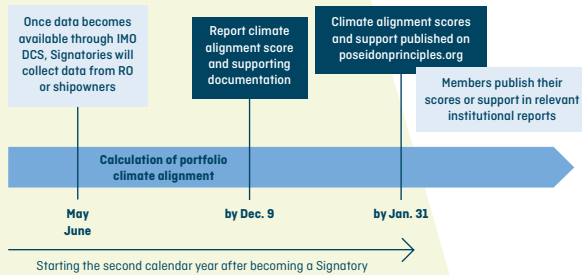 Once data becomes
available through IMO
DCS, Signatories will
collect data from RO
or shipowners
Report climate
alignment score
and supporting
documentation
Climate alignment scores
and support published on
poseidonprinciples.org
Members publish their
scores or support in relevant
institutional reports
Calculation of portfolio
climate alignment
May
June
by Dec. 9
by Jan. 31
Starting the second calendar year after becoming a Signatory